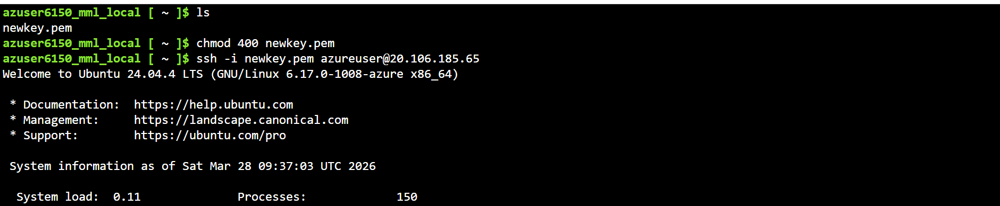 azuser6150_mml_local [ ~ ]$ ls
newkey.pem
azuser6150_mml_local [ ~ ]$ chmod 400 newkey.pem
azuser6150_mml_local [ ~ ]$ ssh -i newkey.pem azureuser@20.106.185.65
Welcome to Ubuntu 24.04.4 LTS (GNU/Linux 6.17.0-1008-azure x86_64)
* Documentation:  https://help.ubuntu.com
* Management:     https://landscape.canonical.com
* Support:        https://ubuntu.com/pro
System information as of Sat Mar 28 09:37:03 UTC 2026
System load:  0.11              Processes:             150